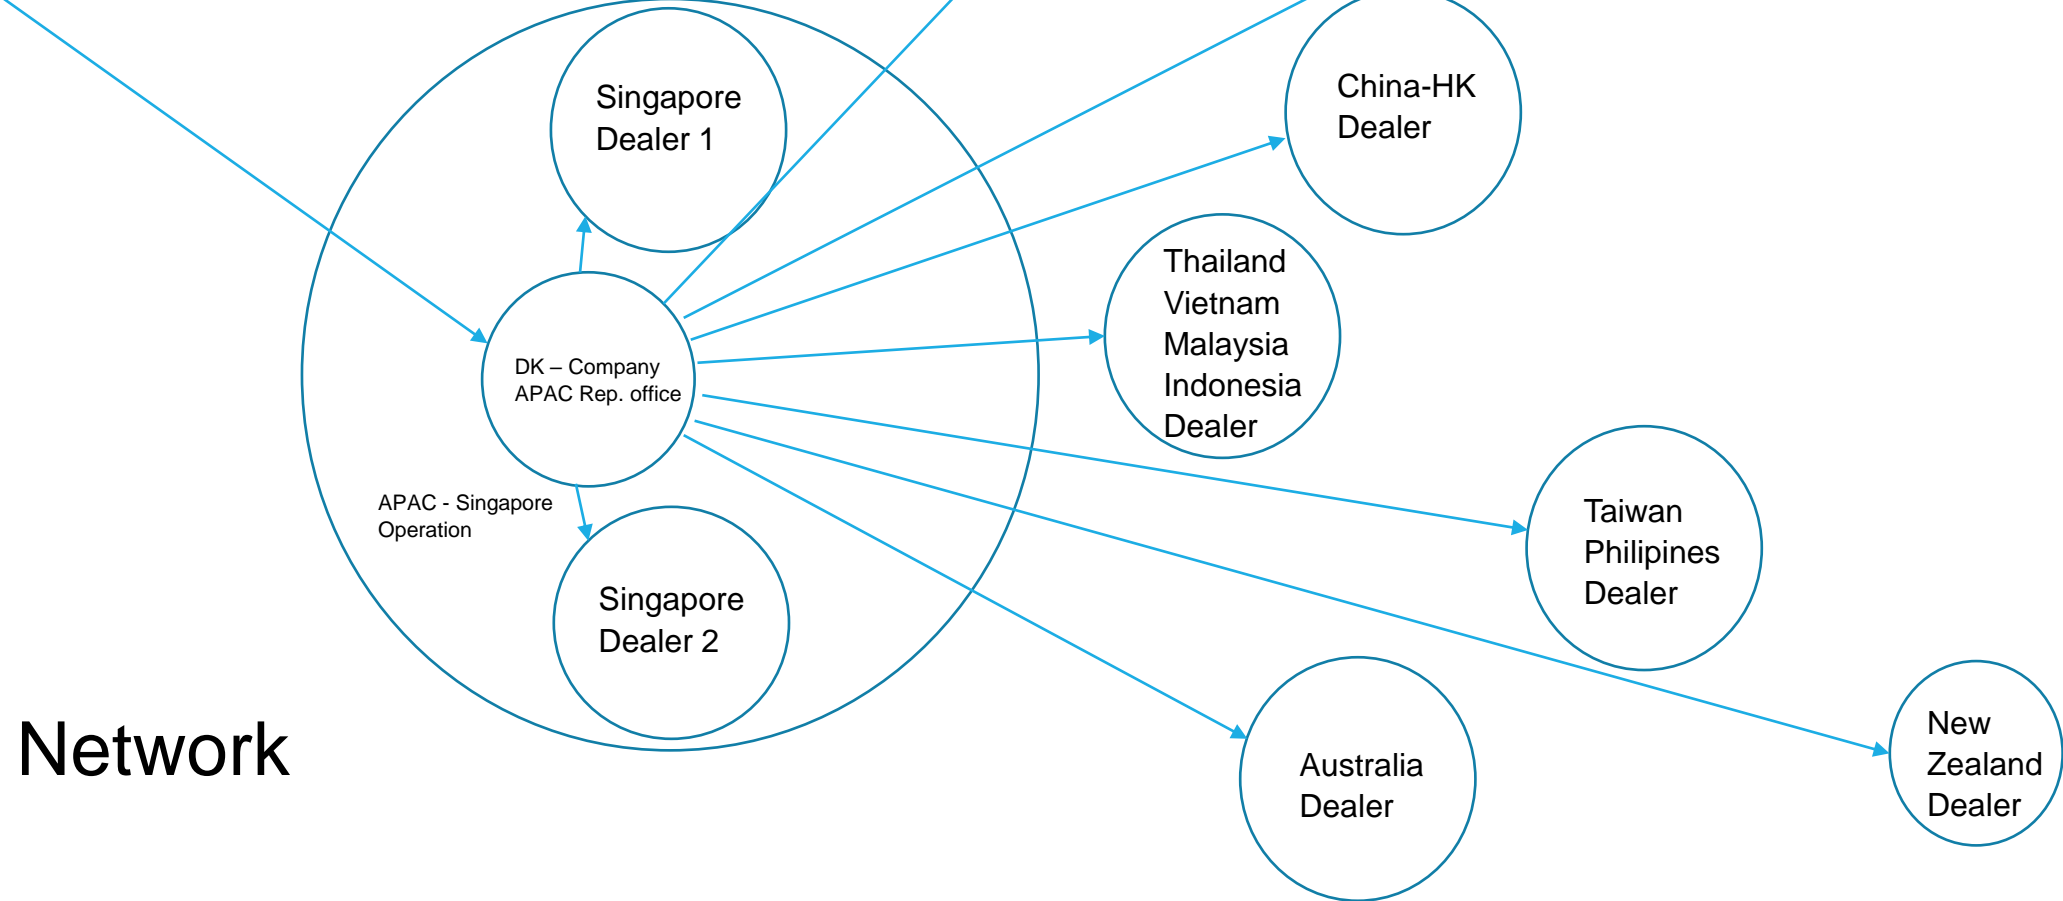 Singapore
Dealer 1
China-HK
Dealer
Thailand
Vietnam
Malaysia
Indonesia
Dealer
DK – Company
APAC Rep. office
APAC - Singapore
Operation
Taiwan
Philipines
Dealer
Singapore
Dealer 2
Network
Australia
Dealer
New
Zealand
Dealer